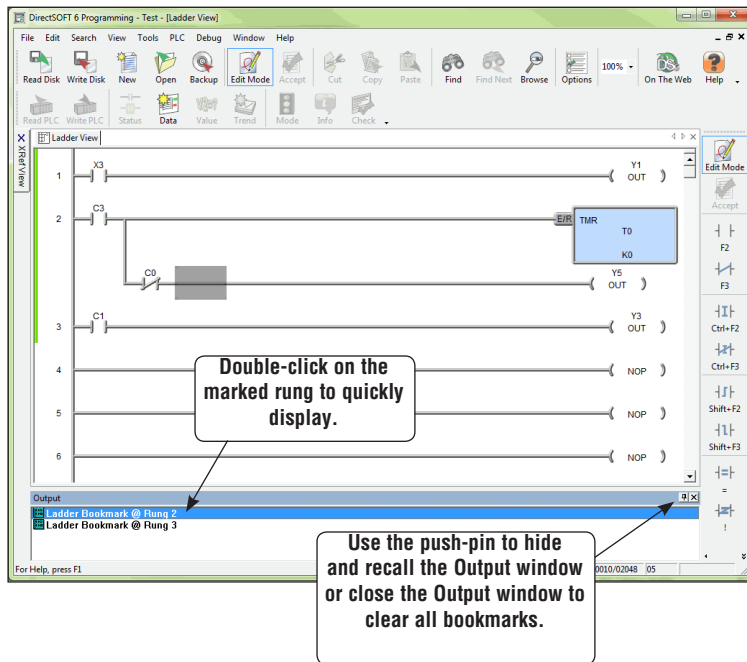 DirectSOFT 6 Programming - Test - [Ladder View]
File Edit Search View Tools PLC Debug Window Help
Read Disk Write Disk New Open Backup Edit Mode Accept Cut Copy Paste Find Find Next Browse Options 100% On The Web Help
Read PLC Write PLC Status Data Value Trend Mode Info Check
XRefView
Ladder View
Edit Mode
Accept
F2
F3
Ctrl+F2
Ctrl+F3
Shift+F2
Shift+F3
=
!
X3 Y1
1 OUT
C3
2 E/R TMR
T0
K0
C0 Y5
OUT
C1 Y3
3 OUT
4 NOP
5 NOP
6 NOP
Double-click on the
marked rung to quickly
display.
Output
Ladder Bookmark @ Rung 2
Ladder Bookmark @ Rung 3
Use the push-pin to hide
and recall the Output window
or close the Output window to
clear all bookmarks.
For Help, press F1
0010/02048 05